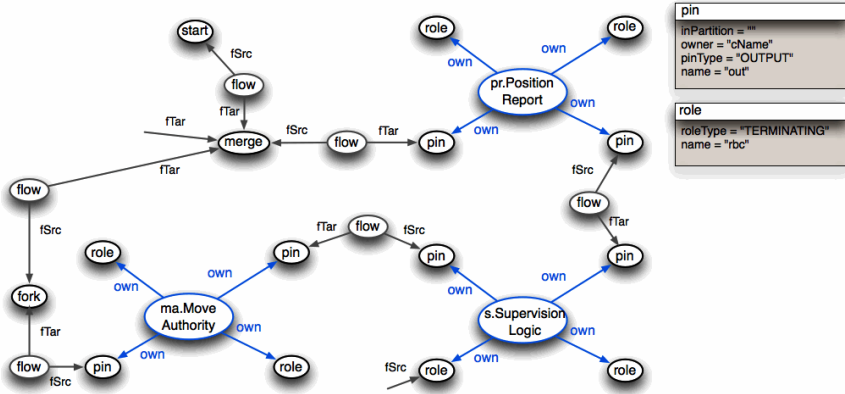 start
fSrc
flow
fTar
fTar
merge
fSrc
flow
fTar
pin
fTar
role
own
role
own
pr.Position
Report
own
own
pin
fSrc
flow
fTar
pin
flow
fSrc
fork
fTar
flow
fSrc
pin
role
own
own
pin
ma.Move
Authority
own
own
role
fTar
flow
fSrc
pin
own
own
s.Supervision
Logic
own
own
fSrc
role
role
pin
inPartition = ""
owner = "cName"
pinType = "OUTPUT"
name = "out"
role
roleType = "TERMINATING"
name = "rbc"